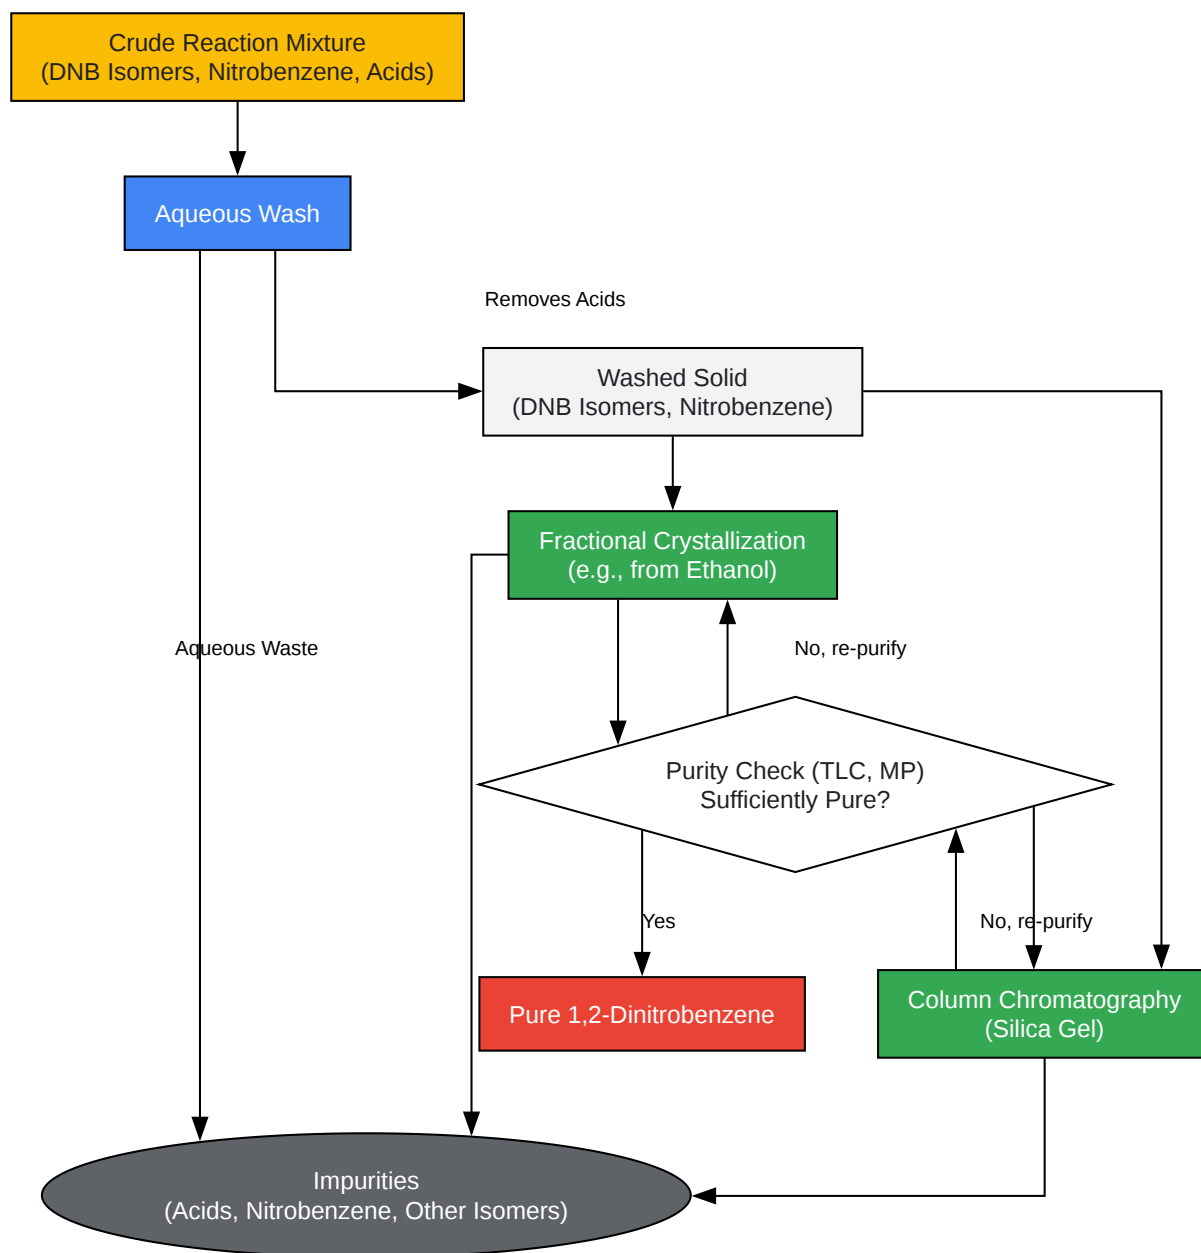 Crude Reaction Mixture
(DNB Isomers, Nitrobenzene, Acids)
Aqueous Wash
Removes Acids
Washed Solid
(DNB Isomers, Nitrobenzene)
Fractional Crystallization
(e.g., from Ethanol)
Aqueous Waste
No, re-purify
Purity Check (TLC, MP)
Sufficiently Pure?
Yes
No, re-purify
Pure 1,2-Dinitrobenzene
Column Chromatography
(Silica Gel)
Impurities
(Acids, Nitrobenzene, Other Isomers)